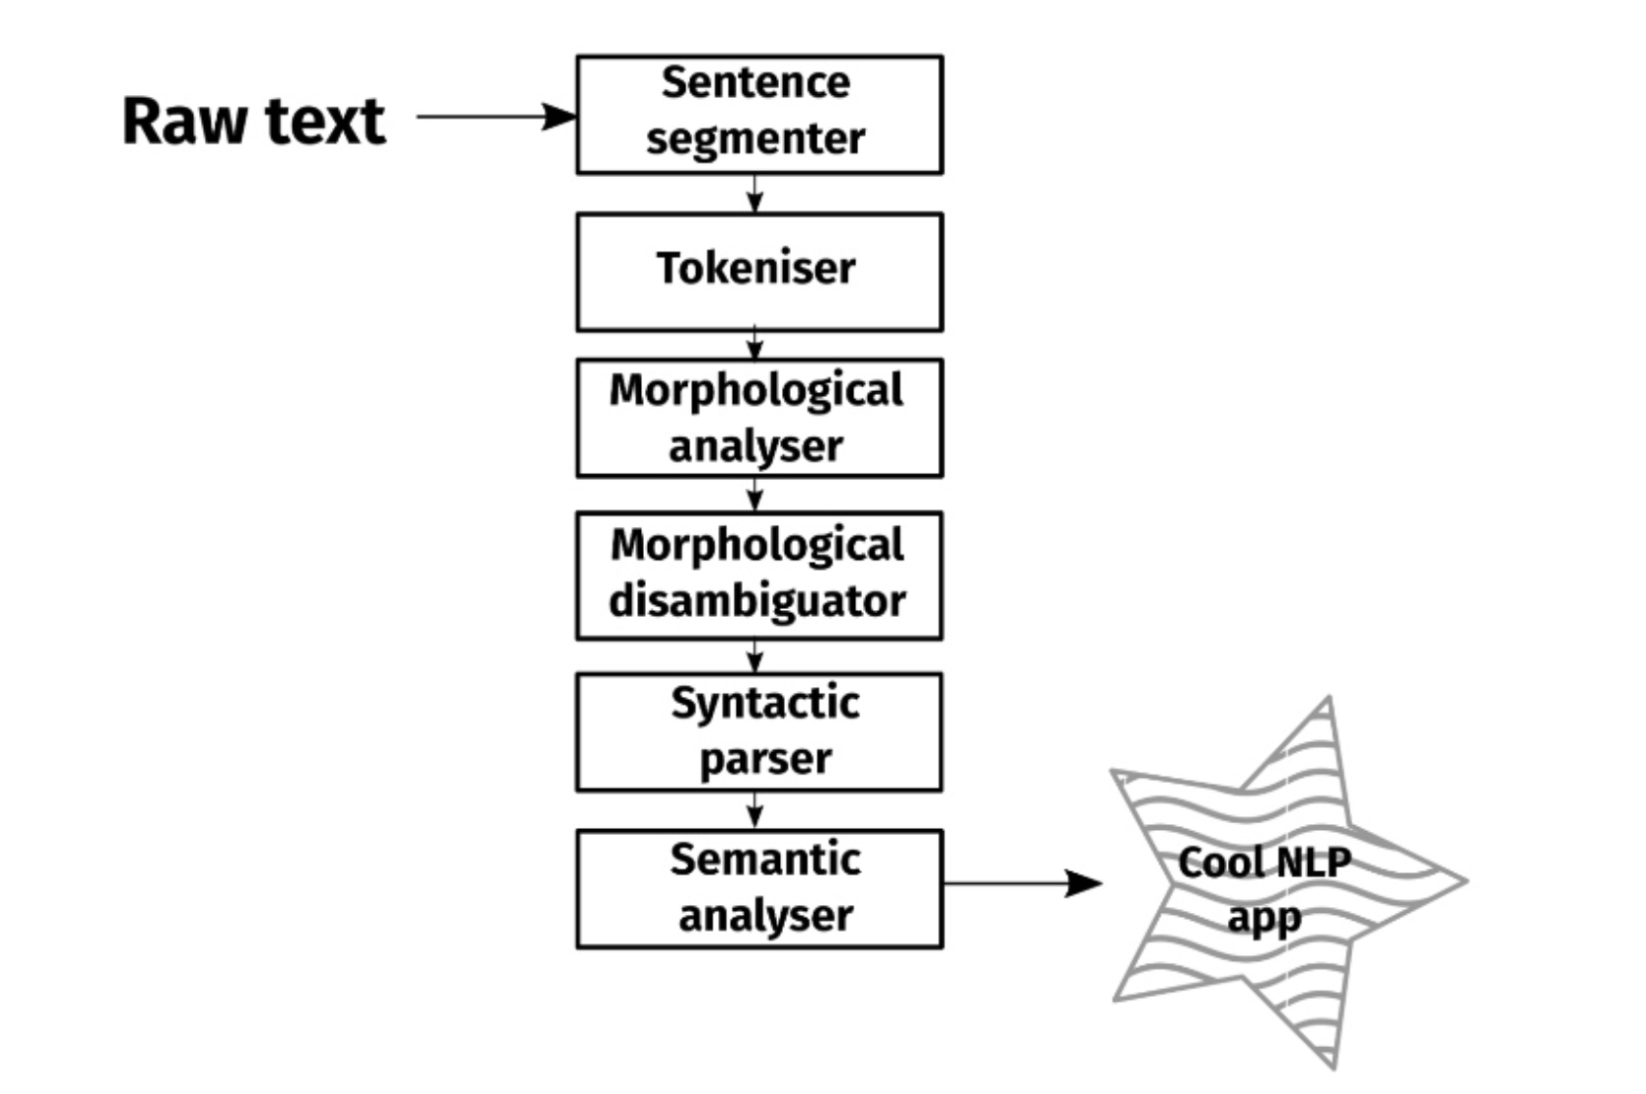 Raw text
Sentence
segmenter
Tokeniser
Morphological
analyser
Morphological
disambiguator
Syntactic
parser
Semantic
analyser
Cool NLP
app